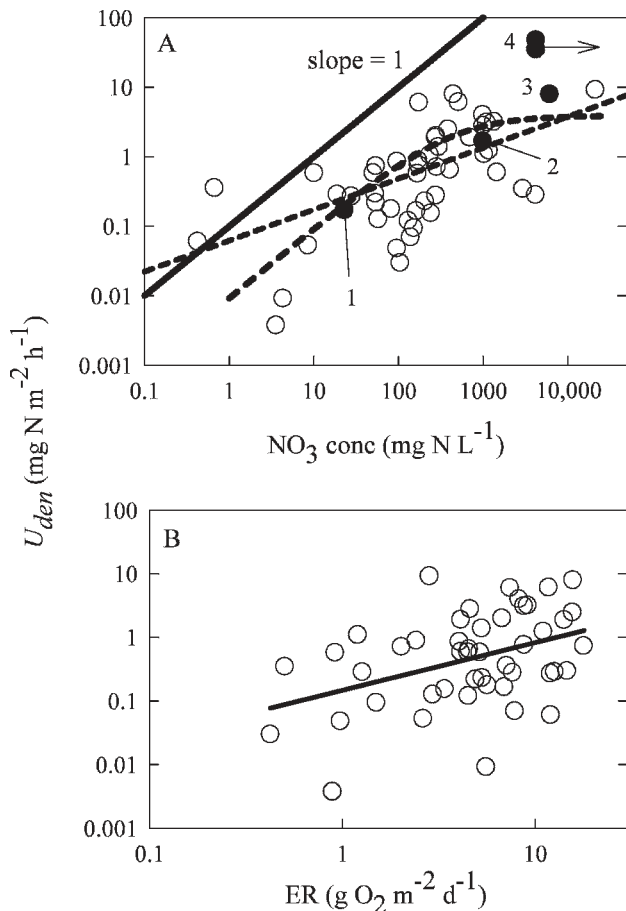 100
A
4
slope = 1
10
3
1
0.1
2
0.01
1
0.001
0.1 1 10 100 1000 10,000
NO3 conc (mg N L−1)
Uden (mg N m−2 h−1)
100
B
10
1
0.1
0.01
0.001
0.1 1 10
ER (g O2 m−2 d−1)